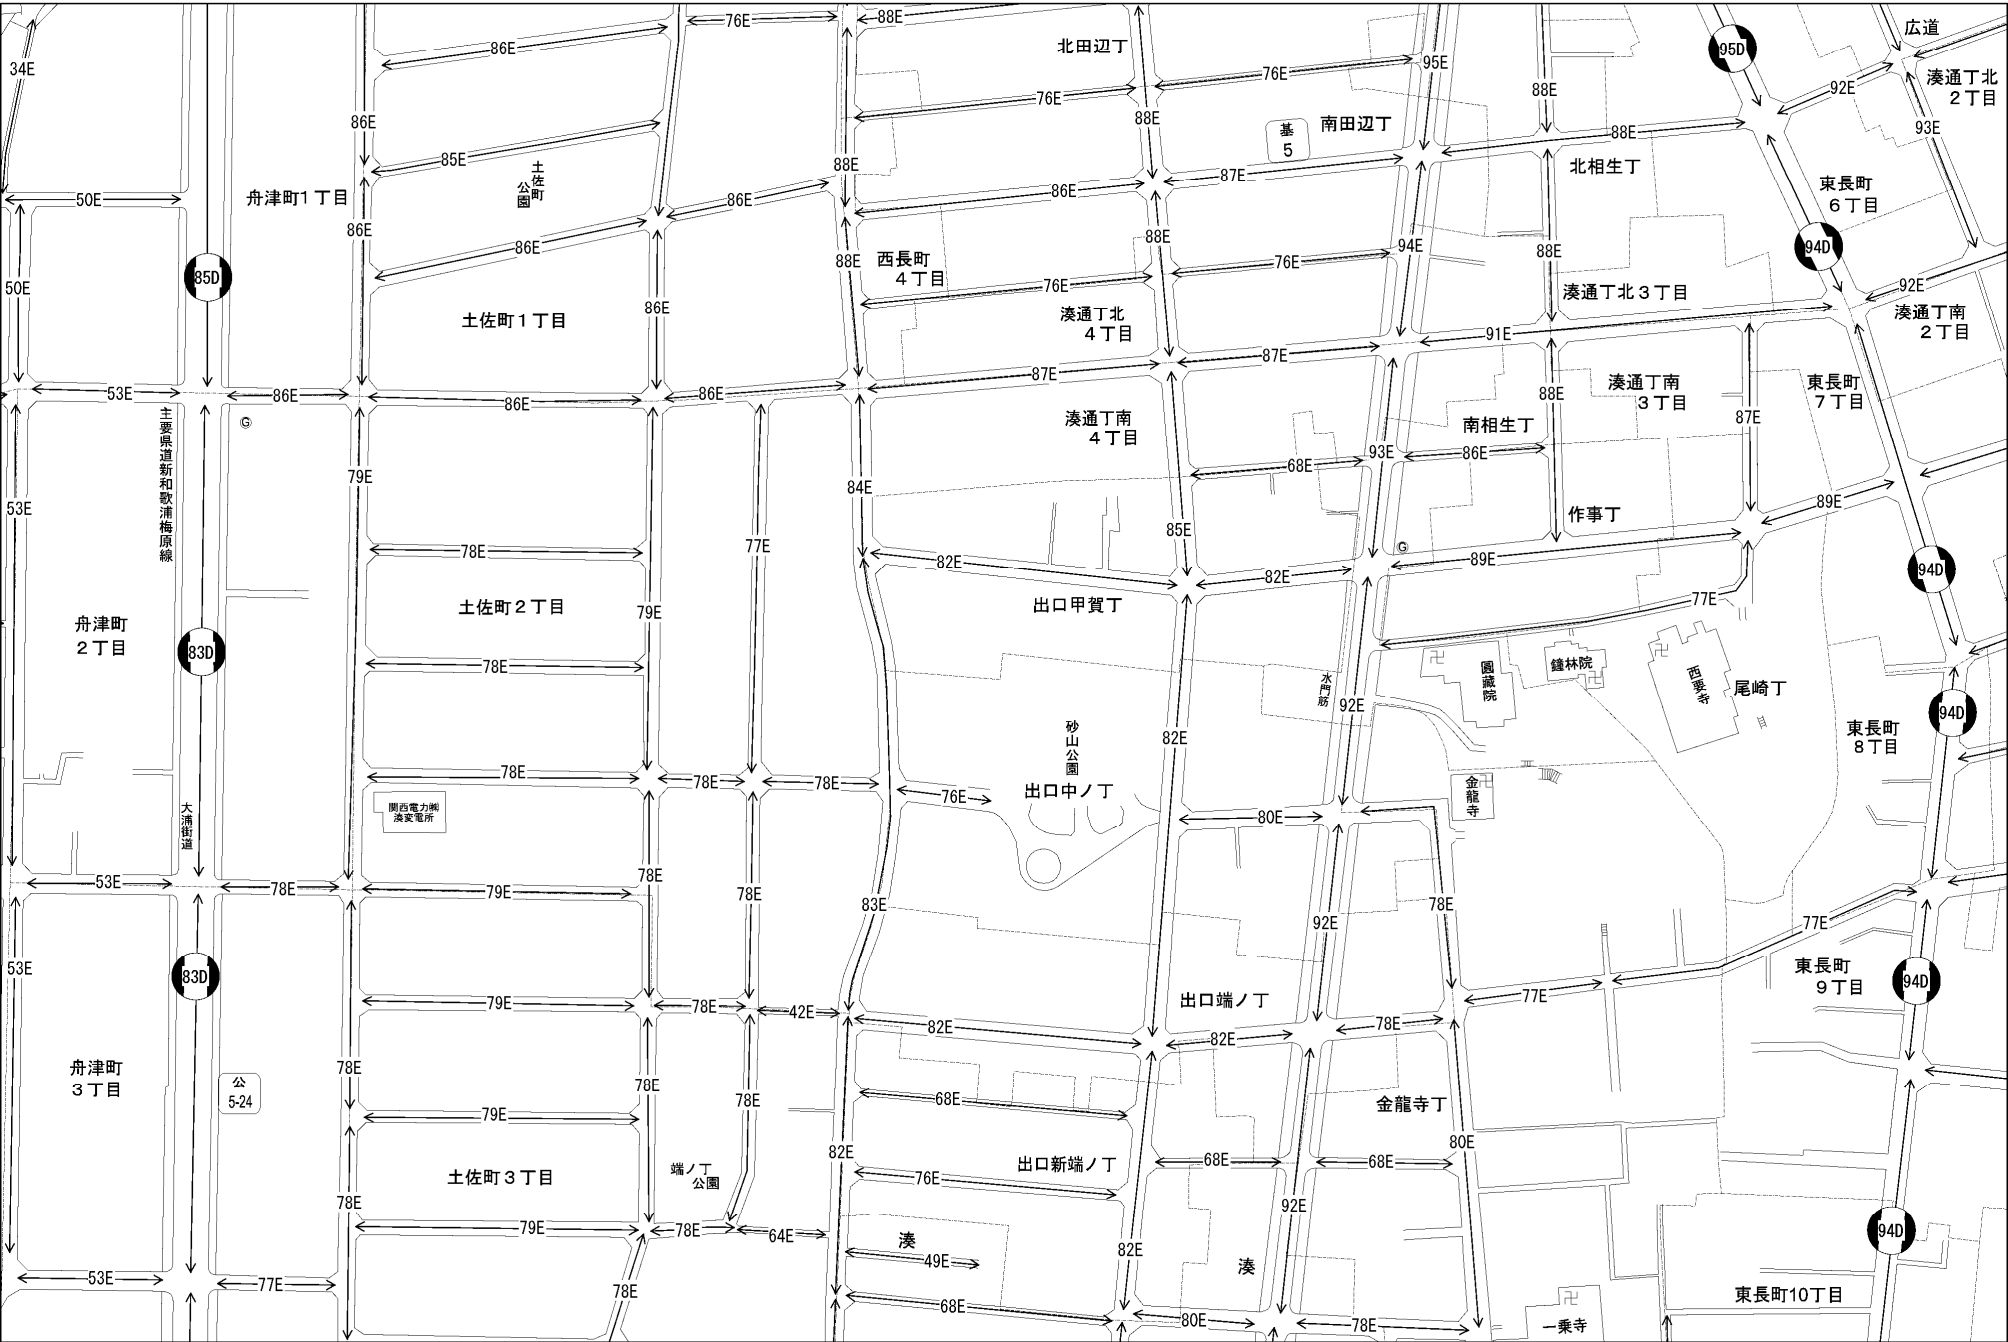 76E
88E
広道
86E
北田辺丁
95D
34E
95E
湊通丁北
２丁目
76E
76E
88E
92E
86E
88E
基
5
南田辺丁
88E
93E
85E
土佐町
公園
88E
北相生丁
50E
舟津町１丁目
86E
86E
87E
東長町
６丁目
86E
86E
88E
94E
94D
88E
西長町
４丁目
76E
88E
85D
50E
76E
92E
土佐町１丁目
86E
湊通丁北
４丁目
湊通丁北３丁目
湊通丁南
２丁目
91E
87E
87E
53E
86E
86E
86E
88E
湊通丁南
３丁目
東長町
７丁目
主要県道新和歌浦梅原線
G
湊通丁南
４丁目
南相生丁
87E
93E
86E
68E
79E
84E
53E
89E
作事丁
85E
77E
78E
G
82E
82E
89E
94D
土佐町２丁目
79E
出口甲賀丁
77E
舟津町
２丁目
83D
78E
圓蔵院
鐘林院
西要寺
尾崎丁
水門筋
92E
94D
砂山公園
82E
東長町
８丁目
78E
78E
78E
76E
出口中ノ丁
金龍寺
関西電力㈱
湊変電所
大浦街道
80E
53E
78E
79E
78E
78E
83E
78E
92E
77E
53E
83D
東長町
９丁目
94D
79E
78E
42E
出口端ノ丁
77E
82E
82E
78E
舟津町
３丁目
公
5-24
78E
78E
78E
68E
金龍寺丁
79E
82E
80E
土佐町３丁目
端ノ丁
公園
出口新端ノ丁
68E
68E
76E
78E
92E
79E
78E
64E
湊
94D
82E
49E
湊
53E
77E
78E
68E
東長町10丁目
80E
78E
一乗寺